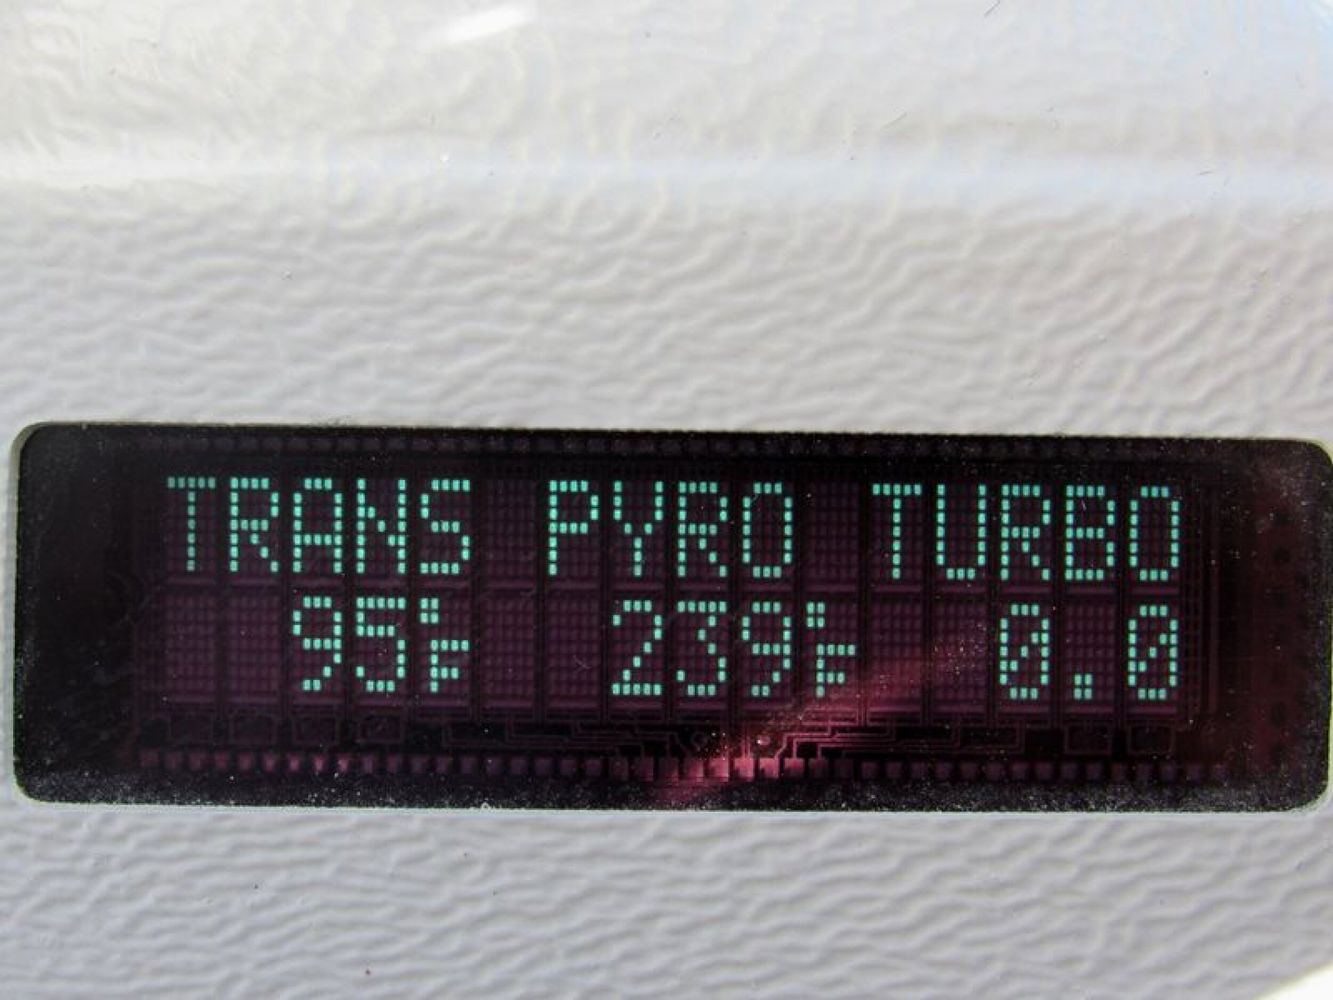 TRANS PYRO TURBO
95°F 239°F 0.0